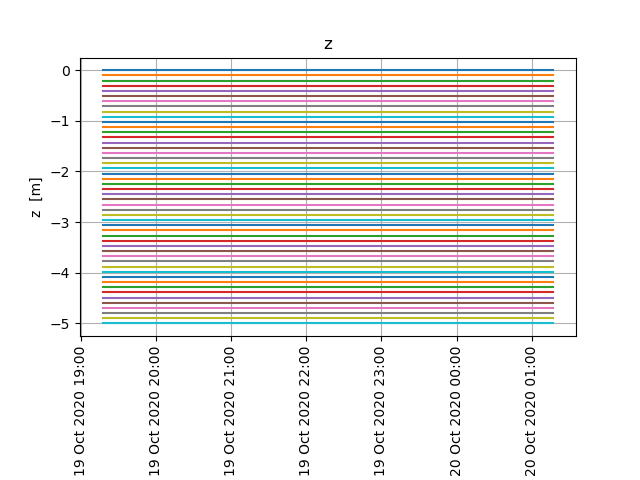 z
z [m]
0
−1
−2
−3
−4
−5
19 Oct 2020 19:00
19 Oct 2020 20:00
19 Oct 2020 21:00
19 Oct 2020 22:00
19 Oct 2020 23:00
20 Oct 2020 00:00
20 Oct 2020 01:00